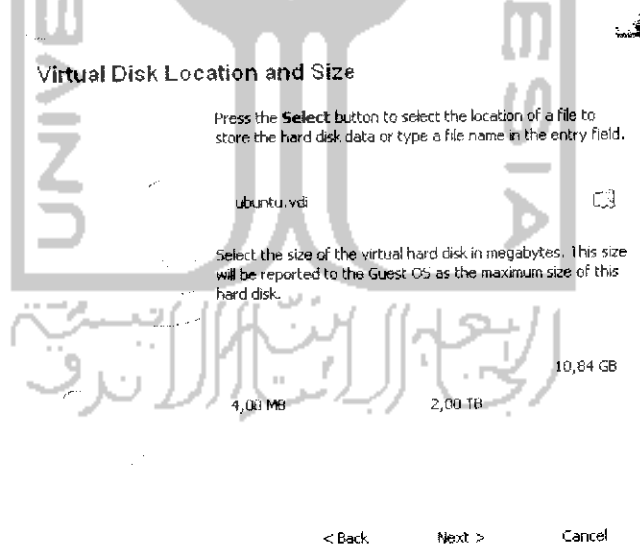 Virtual Disk Location and Size
Press the Select button to select the location of a file to
store the hard disk data or type a file name in the entry field.
ubuntu.vdi
Select the size of the virtual hard disk in megabytes. This size
will be reported to the Guest OS as the maximum size of this
hard disk.
10,84 GB
4,00 MB 2,00 TB
< Back Next > Cancel